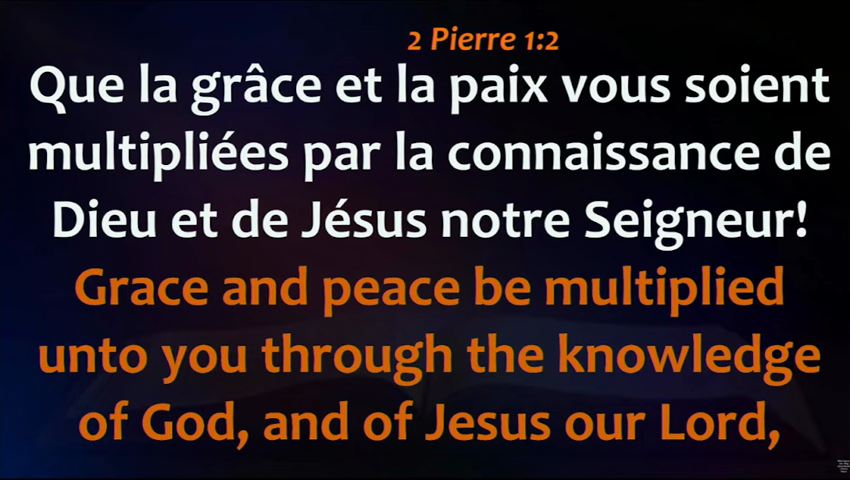 2 Pierre 1:2
Que la grâce et la paix vous soient
multipliées par la connaissance de
Dieu et de Jésus notre Seigneur!
Grace and peace be multiplied
unto you through the knowledge
of God, and of Jesus our Lord,